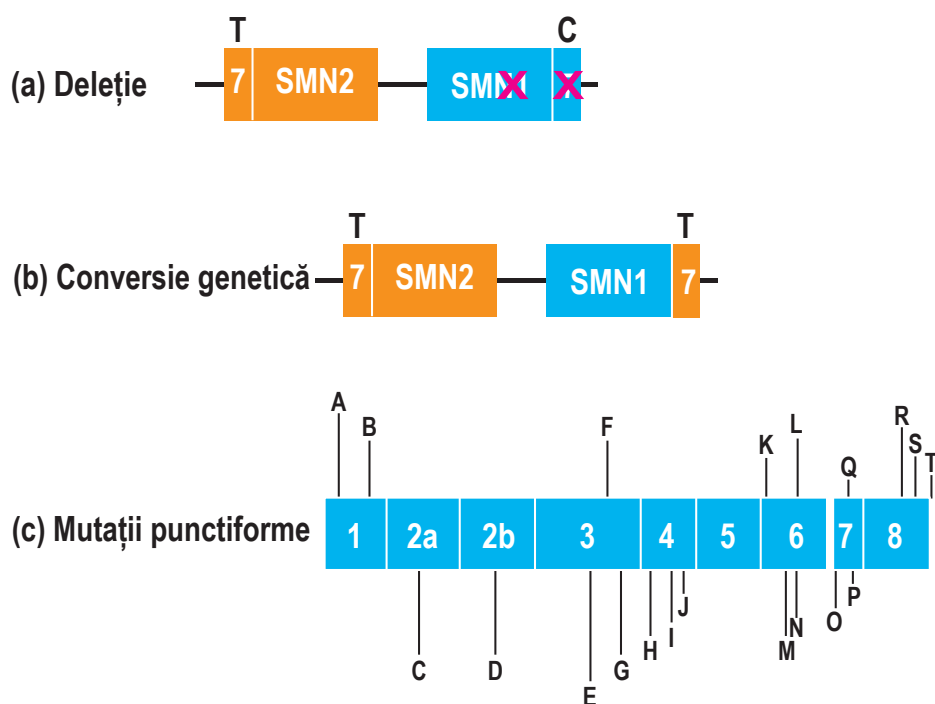 T C
(a) Deleție 7 SMN2 SMN1
T T
(b) Conversie genetică 7 SMN2 SMN1 7
A B F K L Q R S T
(c) Mutații punctiforme 1 2a 2b 3 4 5 6 7 8
C D E G H I J M N O P